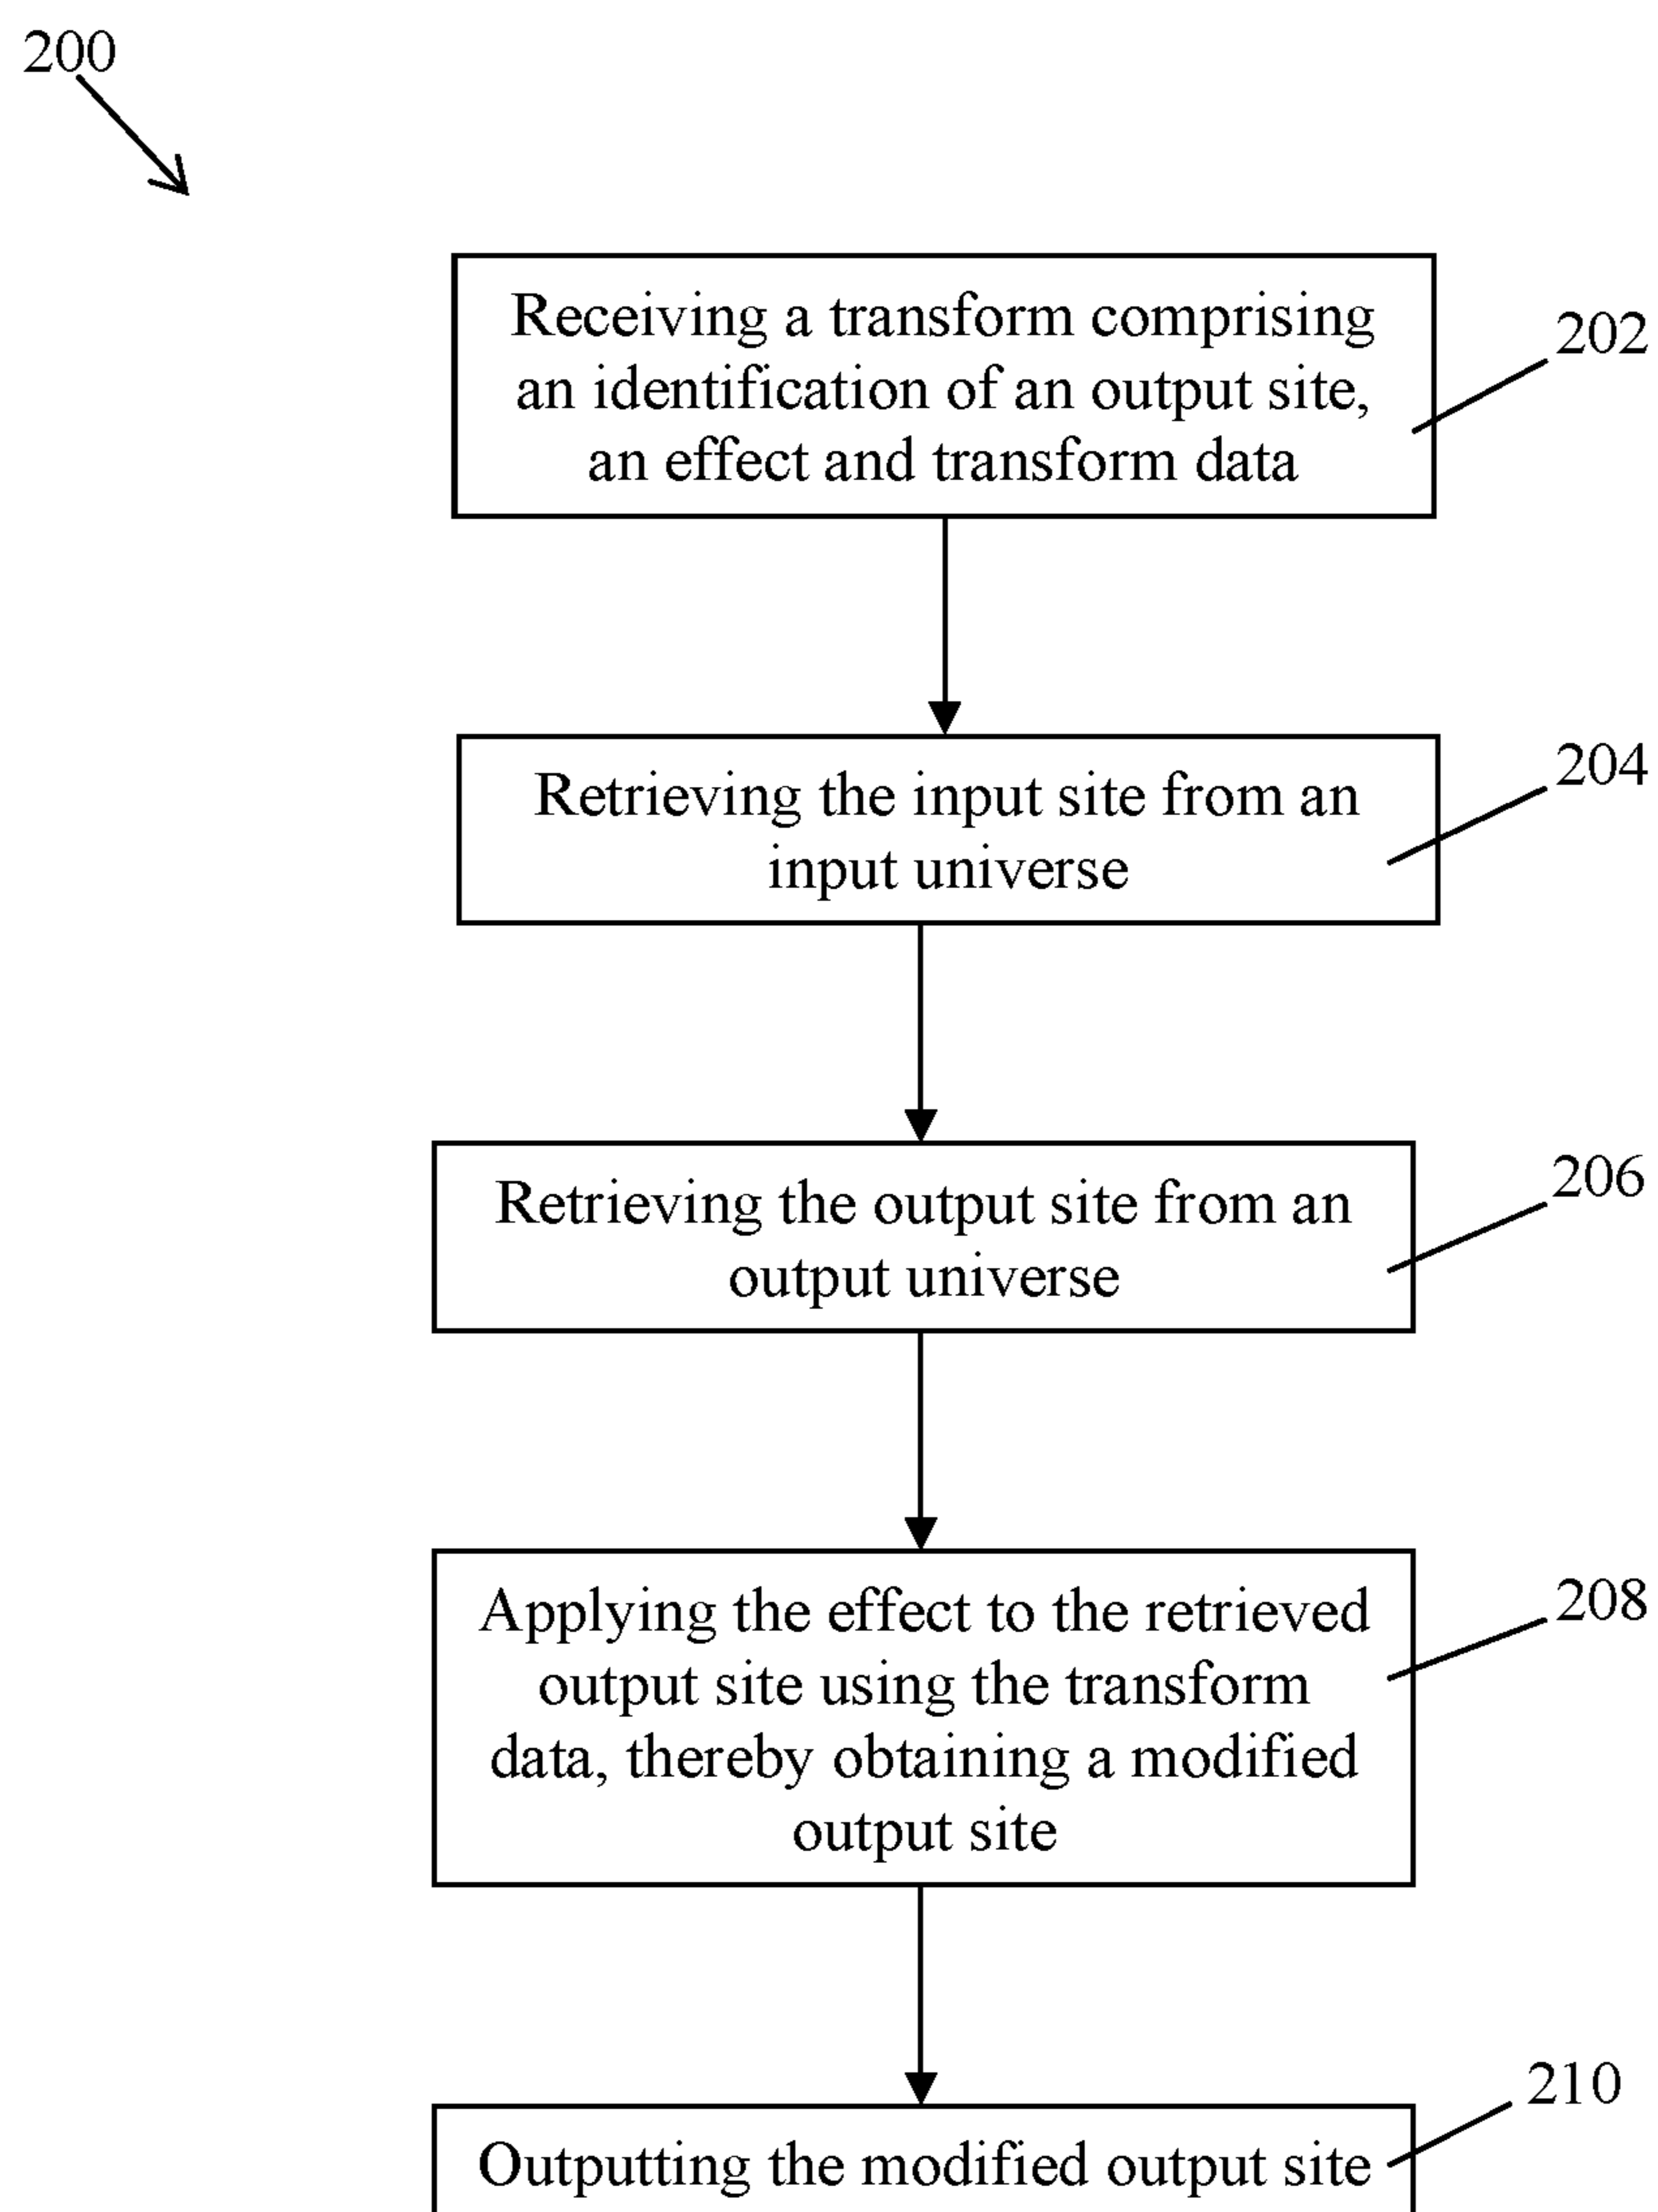 200
Receiving a transform comprising
an identification of an output site,
an effect and transform data
202
Retrieving the input site from an
input universe
204
Retrieving the output site from an
output universe
206
Applying the effect to the retrieved
output site using the transform
data, thereby obtaining a modified
output site
208
Outputting the modified output site
210